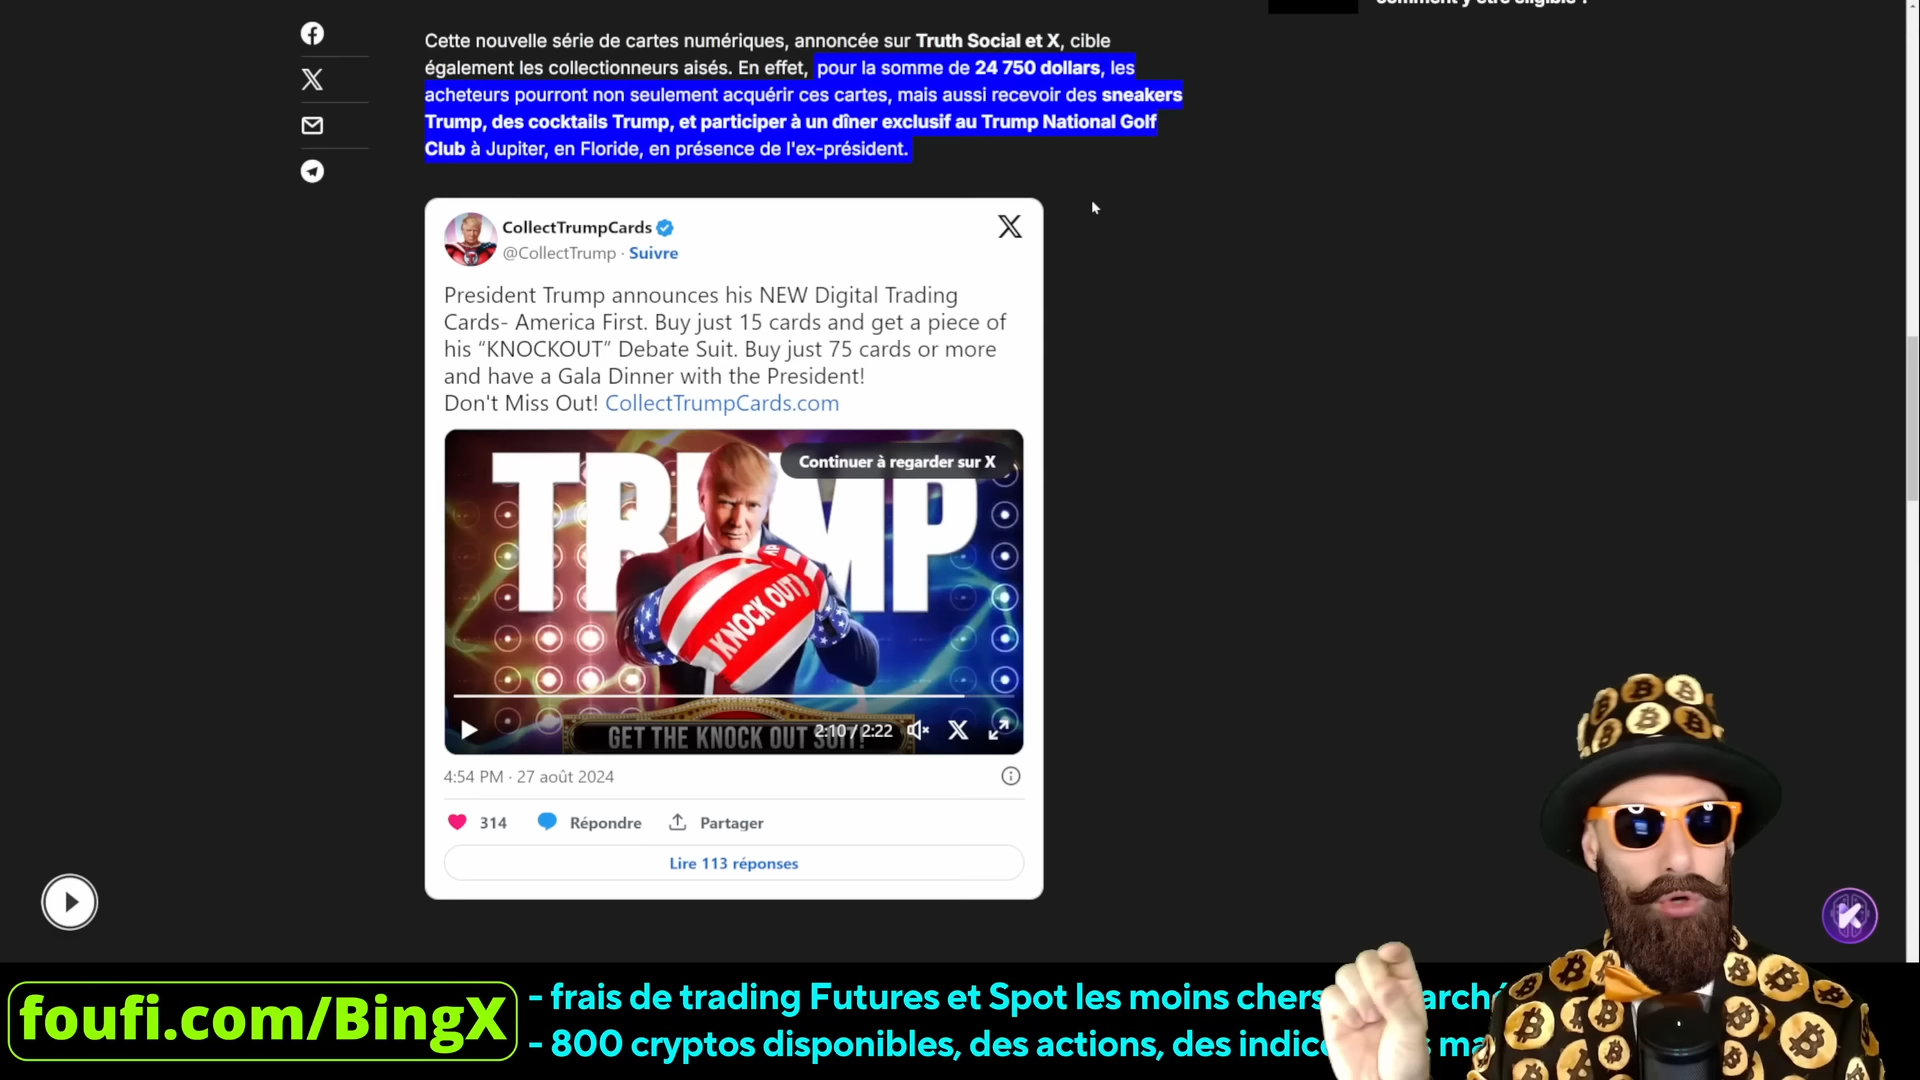 comment y être éligible ?
Cette nouvelle série de cartes numériques, annoncée sur Truth Social et X, cible
également les collectionneurs aisés. En effet, pour la somme de 24 750 dollars, les
acheteurs pourront non seulement acquérir ces cartes, mais aussi recevoir des sneakers
Trump, des cocktails Trump, et participer à un dîner exclusif au Trump National Golf
Club à Jupiter, en Floride, en présence de l'ex-président.
CollectTrumpCards
@CollectTrump · Suivre
President Trump announces his NEW Digital Trading
Cards- America First. Buy just 15 cards and get a piece of
his “KNOCKOUT” Debate Suit. Buy just 75 cards or more
and have a Gala Dinner with the President!
Don't Miss Out! CollectTrumpCards.com
Continuer à regarder sur X
TRUMP
KNOCK OUT
GET THE KNOCK OUT SUIT!
2:10 / 2:22
4:54 PM · 27 août 2024
314 Répondre Partager
Lire 113 réponses
foufi.com/BingX
- frais de trading Futures et Spot les moins chers
- 800 cryptos disponibles, des actions, des